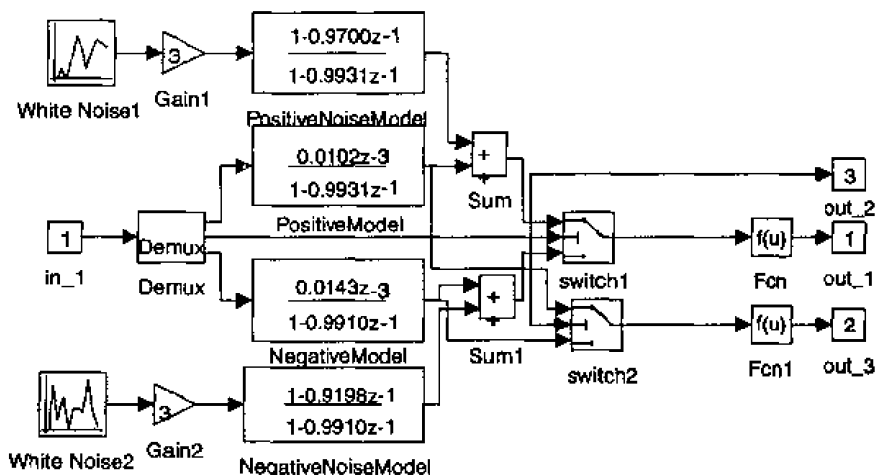 1-0.9700z-1
3
1-0.9931z-1
White Noise1
Gain1
PositiveNoiseModel
0.0102z-3
+
+
1-0.9931z-1
3
Sum
out_2
PositiveModel
1
Demux
f(u)
1
in_1
Demux
switch1
Fcn
out_1
0.0143z-3
+
+
1-0.9910z-1
f(u)
2
NegativeModel
Sum1
switch2
Fcn1
out_3
1-0.9198z-1
3
1-0.9910z-1
White Noise2
Gain2
NegativeNoiseModel